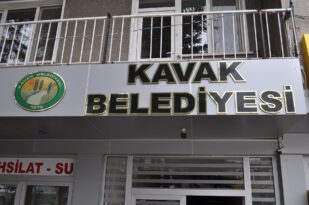 KAVAK
BELEDİYESİ
HSİLAT - SU